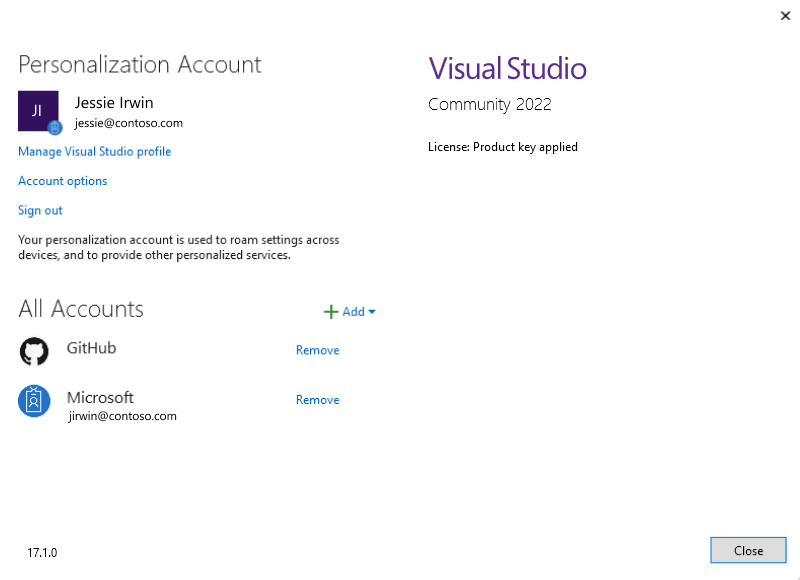 Personalization Account
JI
Jessie Irwin
jessie@contoso.com
Manage Visual Studio profile
Account options
Sign out
Your personalization account is used to roam settings across
devices, and to provide other personalized services.
All Accounts
Add
GitHub
Remove
Microsoft
jirwin@contoso.com
Remove
17.1.0
Visual Studio
Community 2022
License: Product key applied
Close